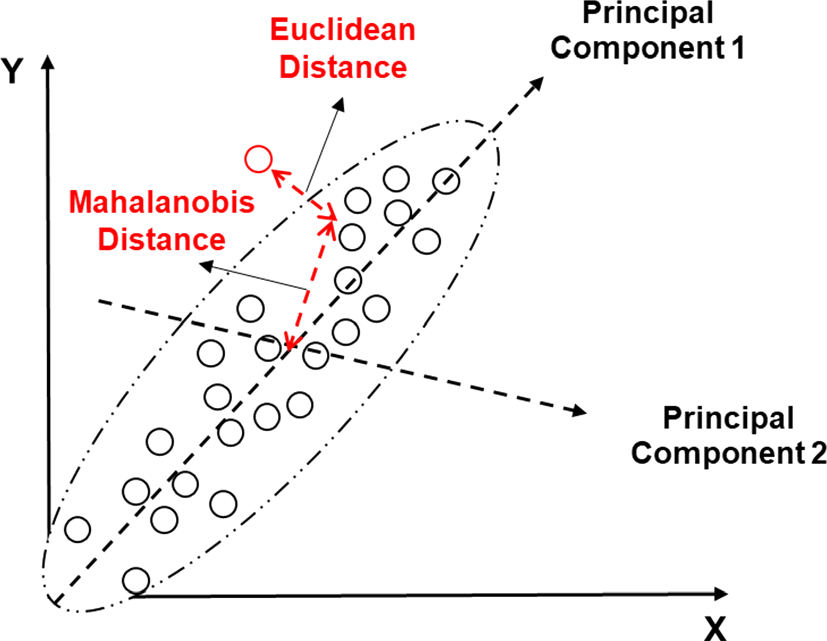 Euclidean
Distance
Principal
Component 1
Y
Mahalanobis
Distance
Principal
Component 2
X